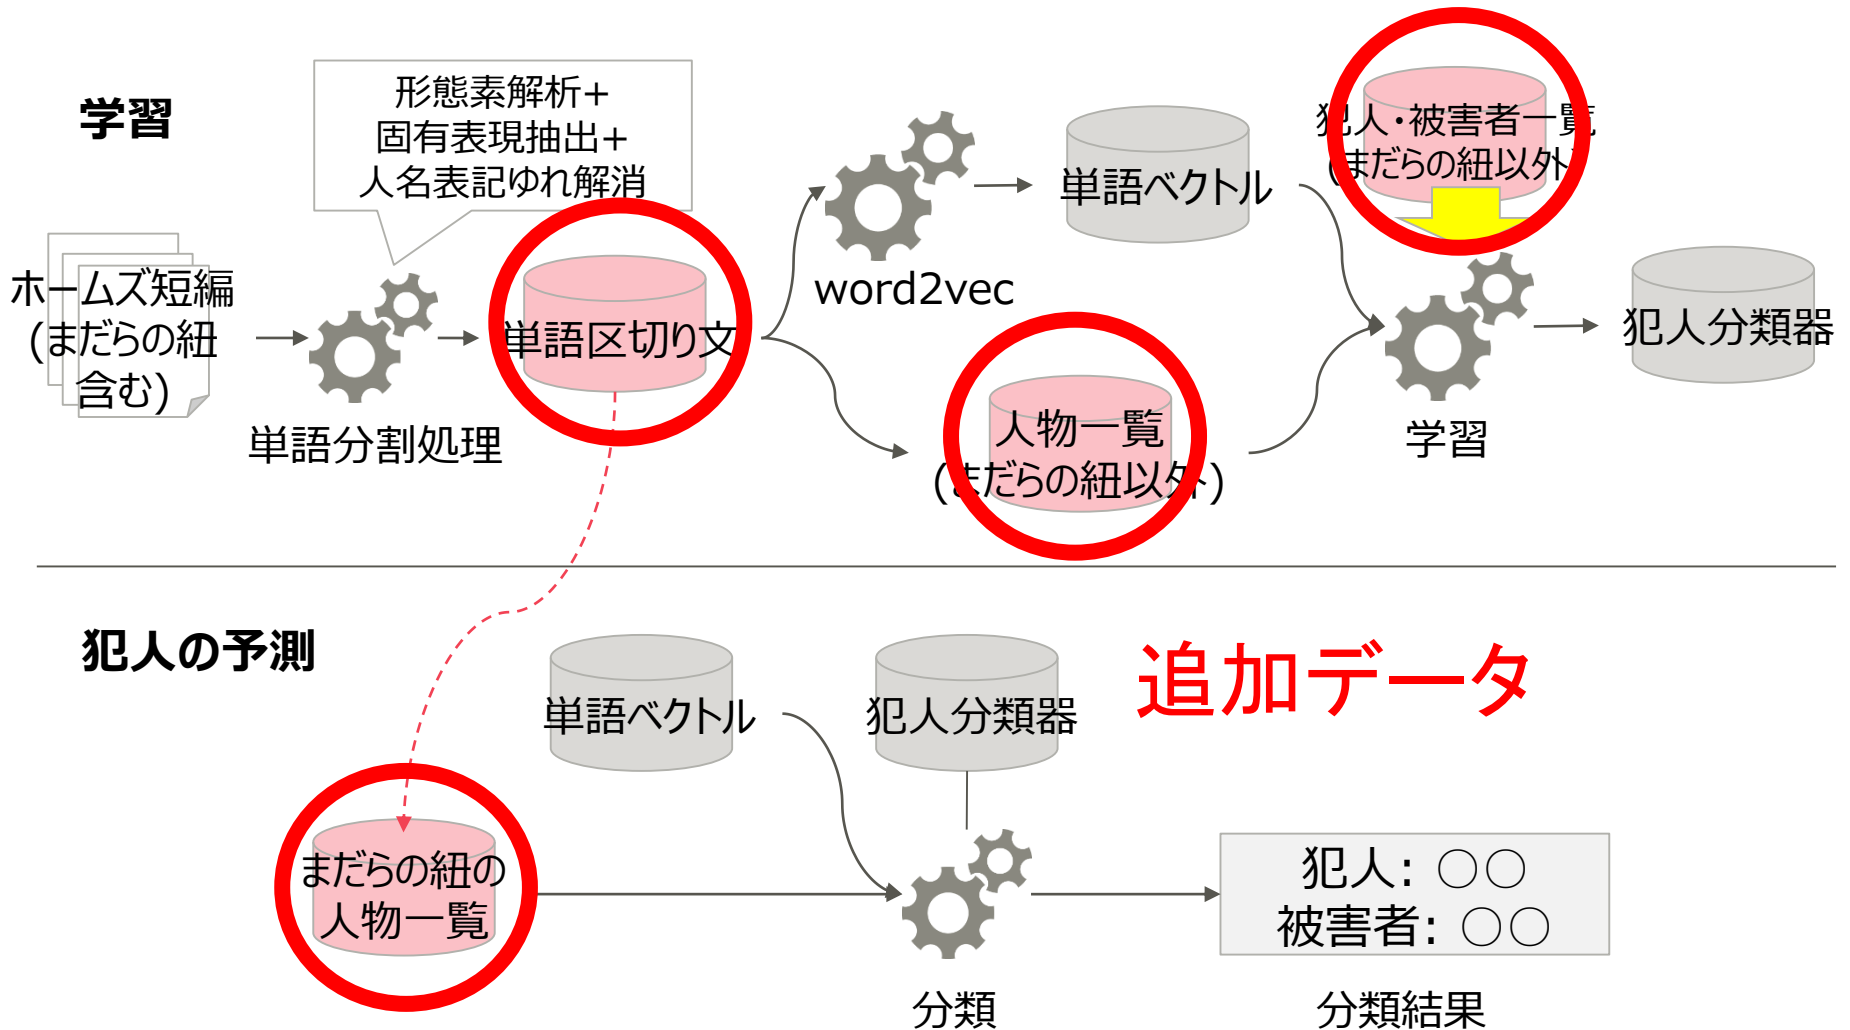 学習
形態素解析+
固有表現抽出+
人名表記ゆれ解消
ホームズ短編
(まだらの紐
含む)
単語分割処理
単語区切り文
word2vec
単語ベクトル
犯人・被害者一覧
(まだらの紐以外)
人物一覧
(まだらの紐以外)
学習
犯人分類器
犯人の予測
単語ベクトル
犯人分類器
追加データ
まだらの紐の
人物一覧
分類
犯人: 〇〇
被害者: 〇〇
分類結果